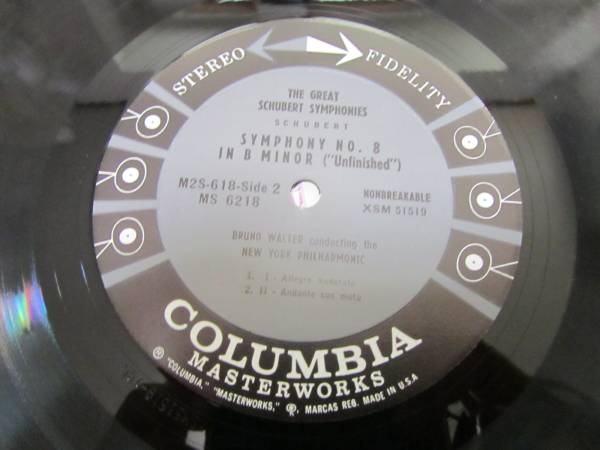 STEREO FIDELITY
THE GREAT
SCHUBERT SYMPHONIES
SCHUBERT
SYMPHONY NO. 8
IN B MINOR ("Unfinished")
M2S-618-Side 2
MS 6218
NONBREAKABLE
XSM 51519
BRUNO WALTER conducting the
NEW YORK PHILHARMONIC
1. I - Allegro moderato
2. II - Andante con moto
COLUMBIA
MASTERWORKS
Ⓡ "COLUMBIA," "MASTERWORKS," Ⓡ. MARCAS REG. MADE IN U.S.A.